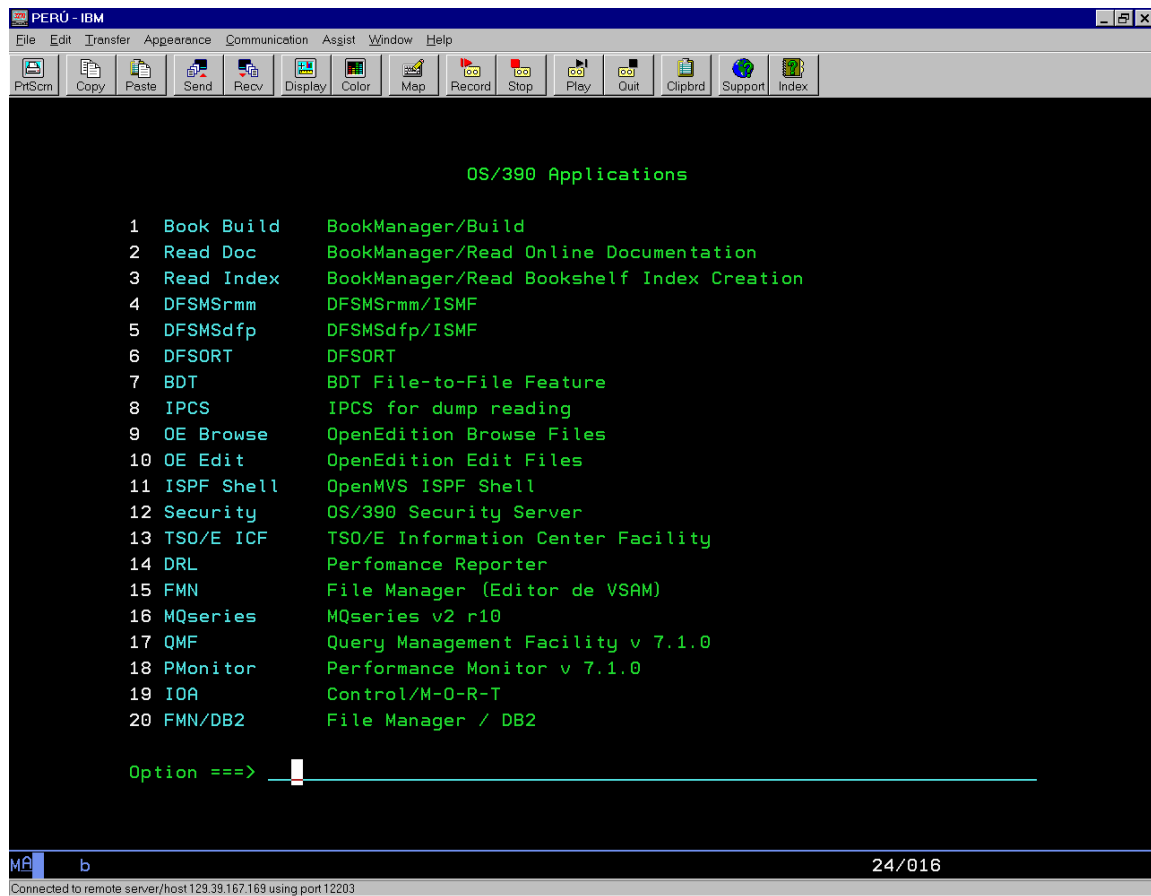 PERÚ - IBM
File Edit Transfer Appearance Communication Assist Window Help
PrtScrn Copy Paste Send Recv Display Color Map Record Stop Play Quit Clipbrd Support Index
OS/390 Applications
1 Book Build BookManager/Build
2 Read Doc BookManager/Read Online Documentation
3 Read Index BookManager/Read Bookshelf Index Creation
4 DFSMSrmm DFSMSrmm/ISMF
5 DFSMSdfp DFSMSdfp/ISMF
6 DFSORT DFSORT
7 BDT BDT File-to-File Feature
8 IPCS IPCS for dump reading
9 OE Browse OpenEdition Browse Files
10 OE Edit OpenEdition Edit Files
11 ISPF Shell OpenMVS ISPF Shell
12 Security OS/390 Security Server
13 TSO/E ICF TSO/E Information Center Facility
14 DRL Perfomance Reporter
15 FMN File Manager (Editor de VSAM)
16 MQseries MQseries v2 r10
17 QMF Query Management Facility v 7.1.0
18 PMonitor Performance Monitor v 7.1.0
19 IOA Control/M-O-R-T
20 FMN/DB2 File Manager / DB2
Option ===>
MA b 24/016
Connected to remote server/host 129.39.167.169 using port 12203